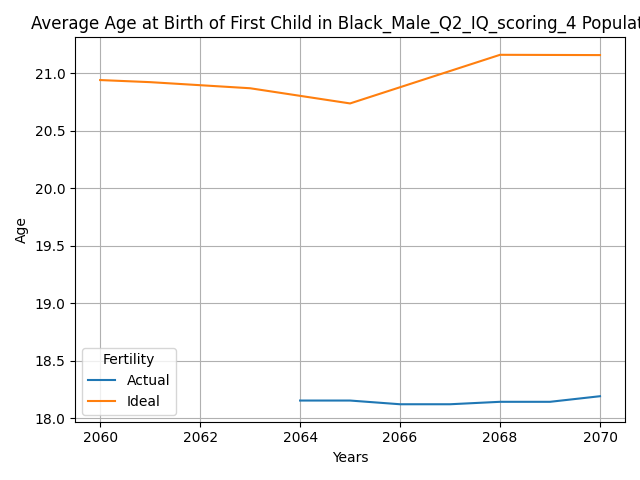 Average Age at Birth of First Child in Black_Male_Q2_IQ_scoring_4 Populat
21.0
20.5
20.0
19.5
19.0
18.5
18.0
Age
Fertility
Actual
Ideal
2060 2062 2064 2066 2068 2070
Years